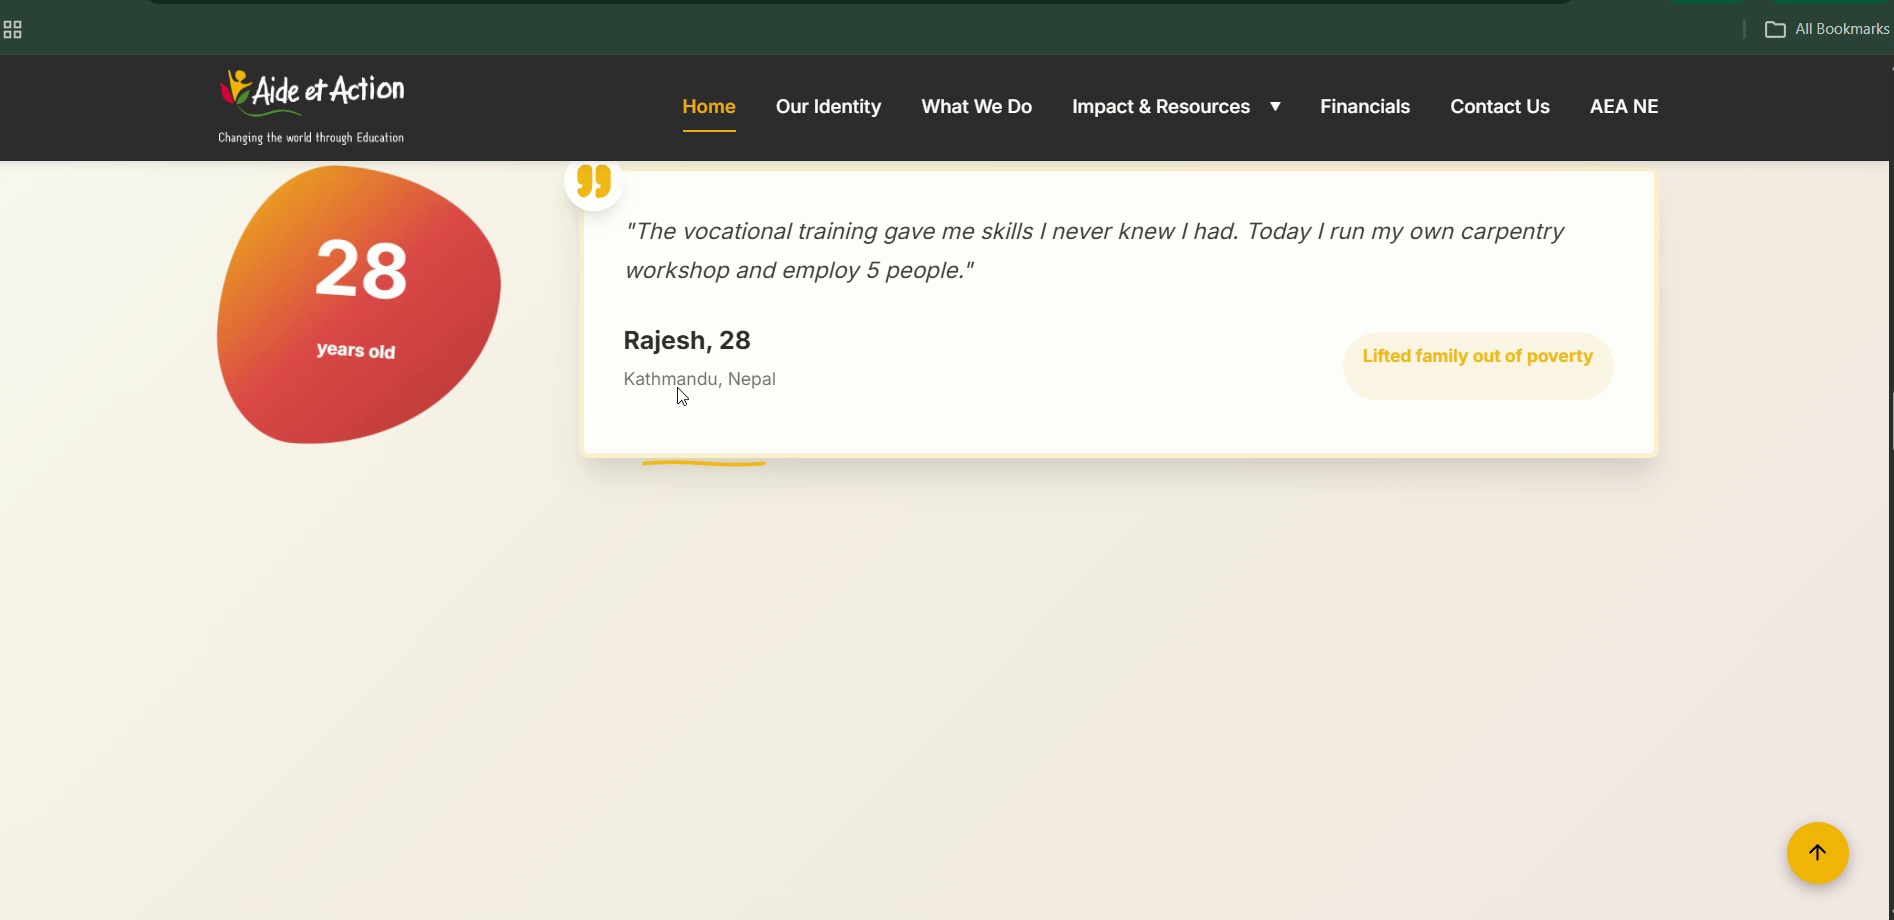 All Bookmarks
Aide et Action
Changing the world through Education
Home
Our Identity
What We Do
Impact & Resources ▼
Financials
Contact Us
AEA NE
28
years old
"The vocational training gave me skills I never knew I had. Today I run my own carpentry
workshop and employ 5 people."
Rajesh, 28
Kathmandu, Nepal
Lifted family out of poverty